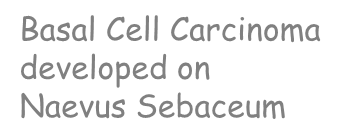 Basal Cell Carcinoma
developed on
Naevus Sebaceum